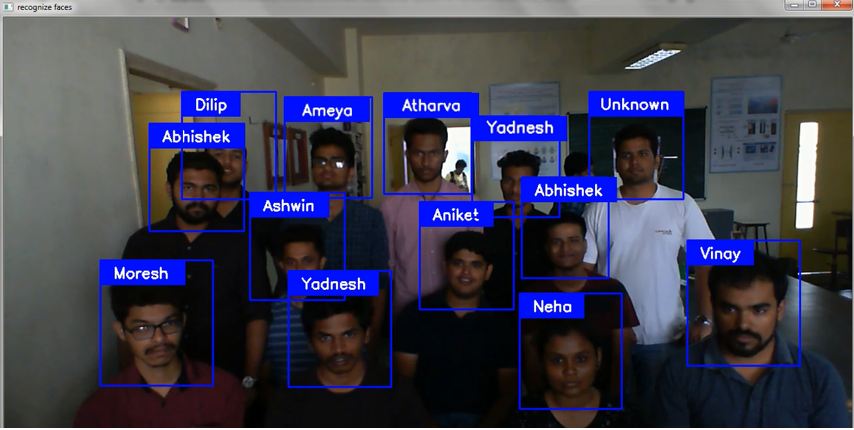 recognize faces
Dilip
Ameya
Atharva
Unknown
Yadnesh
Abhishek
Abhishek
Ashwin
Aniket
Vinay
Moresh
Yadnesh
Neha